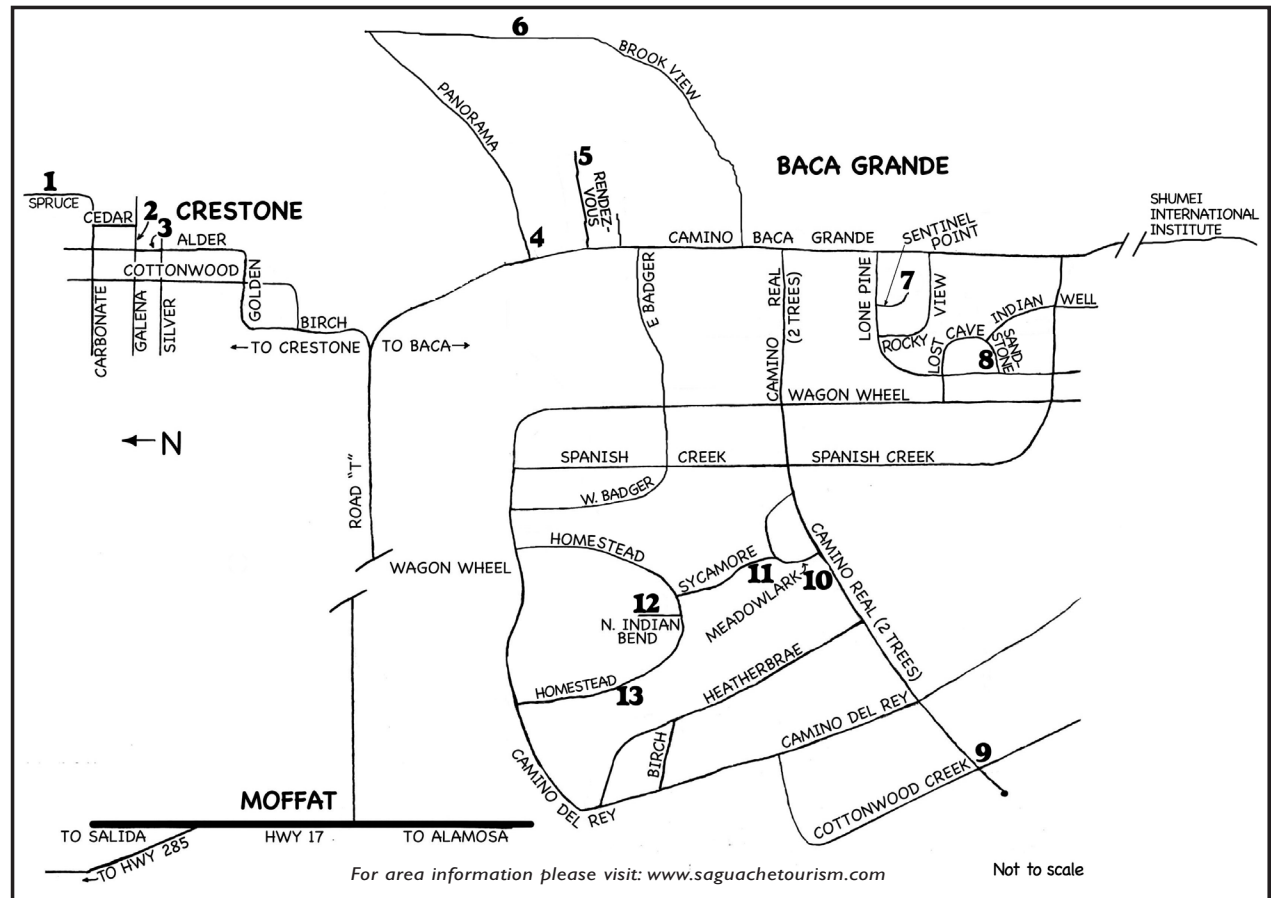 6
BROOK VIEW
PANORAMA
5
RENDEZ-
VOUS
BACA GRANDE
1
SPRUCE
CEDAR
2
CRESTONE
3
ALDER
4
CAMINO BACA GRANDE
SENTINEL
POINT
SHUMEI
INTERNATIONAL
INSTITUTE
COTTONWOOD
GOLDEN
CARBONATE
GALENA
SILVER
BIRCH
←TO CRESTONE
TO BACA→
E BADGER
CAMINO REAL
(2 TREES)
LONE PINE
7
ROCKY
VIEW
LOST CAVE
INDIAN WELL
8
SAND-
STONE
WAGON WHEEL
←N
SPANISH CREEK
SPANISH CREEK
W. BADGER
ROAD "T"
WAGON WHEEL
HOMESTEAD
SYCAMORE
11
MEADOWLARK→
10
CAMINO REAL (2 TREES)
12
N. INDIAN
BEND
HOMESTEAD
13
HEATHERBRAE
BIRCH
CAMINO DEL REY
CAMINO DEL REY
9
COTTONWOOD CREEK
MOFFAT
TO SALIDA
HWY 17
TO ALAMOSA
←TO HWY 285
For area information please visit: www.saguachetourism.com
Not to scale